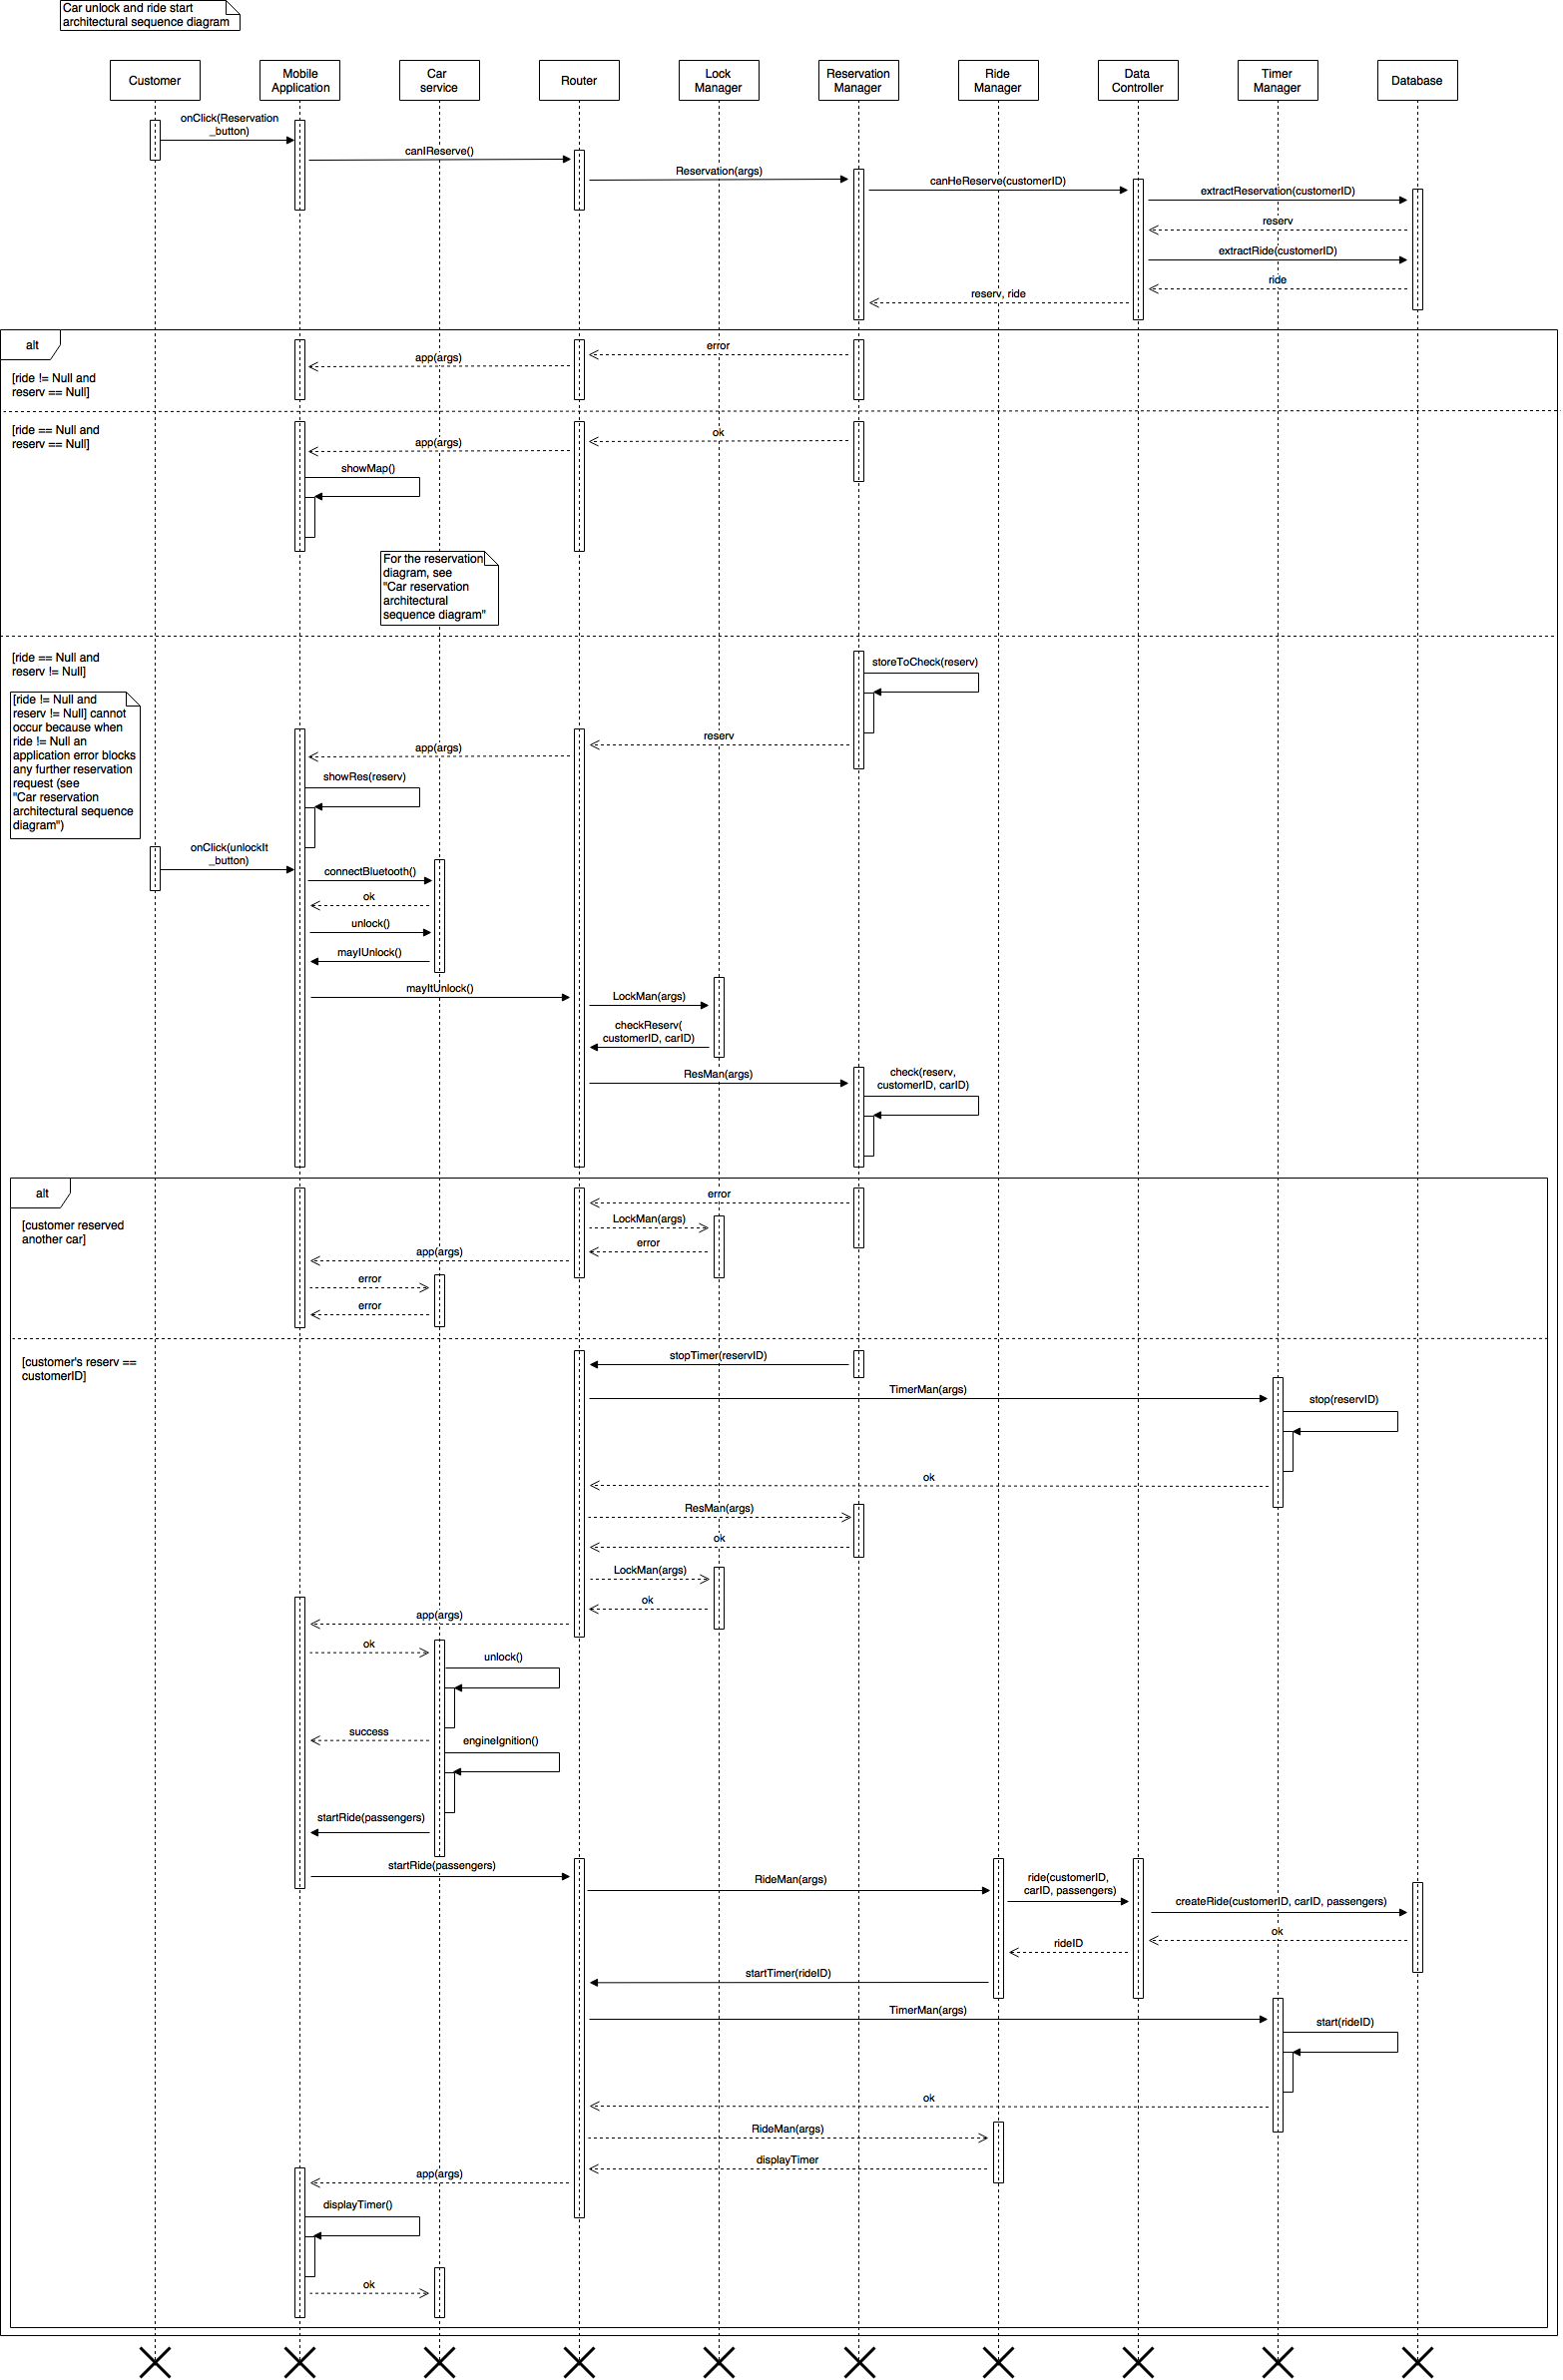 Car unlock and ride start
architectural sequence diagram
Customer
Mobile
Application
Car
service
Router
Lock
Manager
Reservation
Manager
Ride
Manager
Data
Controller
Timer
Manager
Database
onClick(Reservation
_button)
canIReserve()
Reservation(args)
canHeReserve(customerID)
extractReservation(customerID)
reserv
extractRide(customerID)
ride
reserv, ride
alt
[ride != Null and
reserv == Null]
error
app(args)
[ride == Null and
reserv == Null]
ok
app(args)
showMap()
For the reservation
diagram, see
"Car reservation
architectural
sequence diagram"
[ride == Null and
reserv != Null]
storeToCheck(reserv)
[ride != Null and
reserv != Null] cannot
occur because when
ride != Null an
application error blocks
any further reservation
request (see
"Car reservation
architectural sequence
diagram")
reserv
app(args)
showRes(reserv)
onClick(unlockIt
_button)
connectBluetooth()
ok
unlock()
mayIUnlock()
mayItUnlock()
LockMan(args)
checkReserv(
customerID, carID)
ResMan(args)
check(reserv,
customerID, carID)
alt
[customer reserved
another car]
error
LockMan(args)
error
app(args)
error
error
[customer's reserv ==
customerID]
stopTimer(reservID)
TimerMan(args)
stop(reservID)
ok
ResMan(args)
ok
LockMan(args)
ok
app(args)
ok
unlock()
success
engineIgnition()
startRide(passengers)
startRide(passengers)
RideMan(args)
ride(customerID,
carID, passengers)
createRide(customerID, carID, passengers)
ok
rideID
startTimer(rideID)
TimerMan(args)
start(rideID)
ok
RideMan(args)
displayTimer
app(args)
displayTimer()
ok